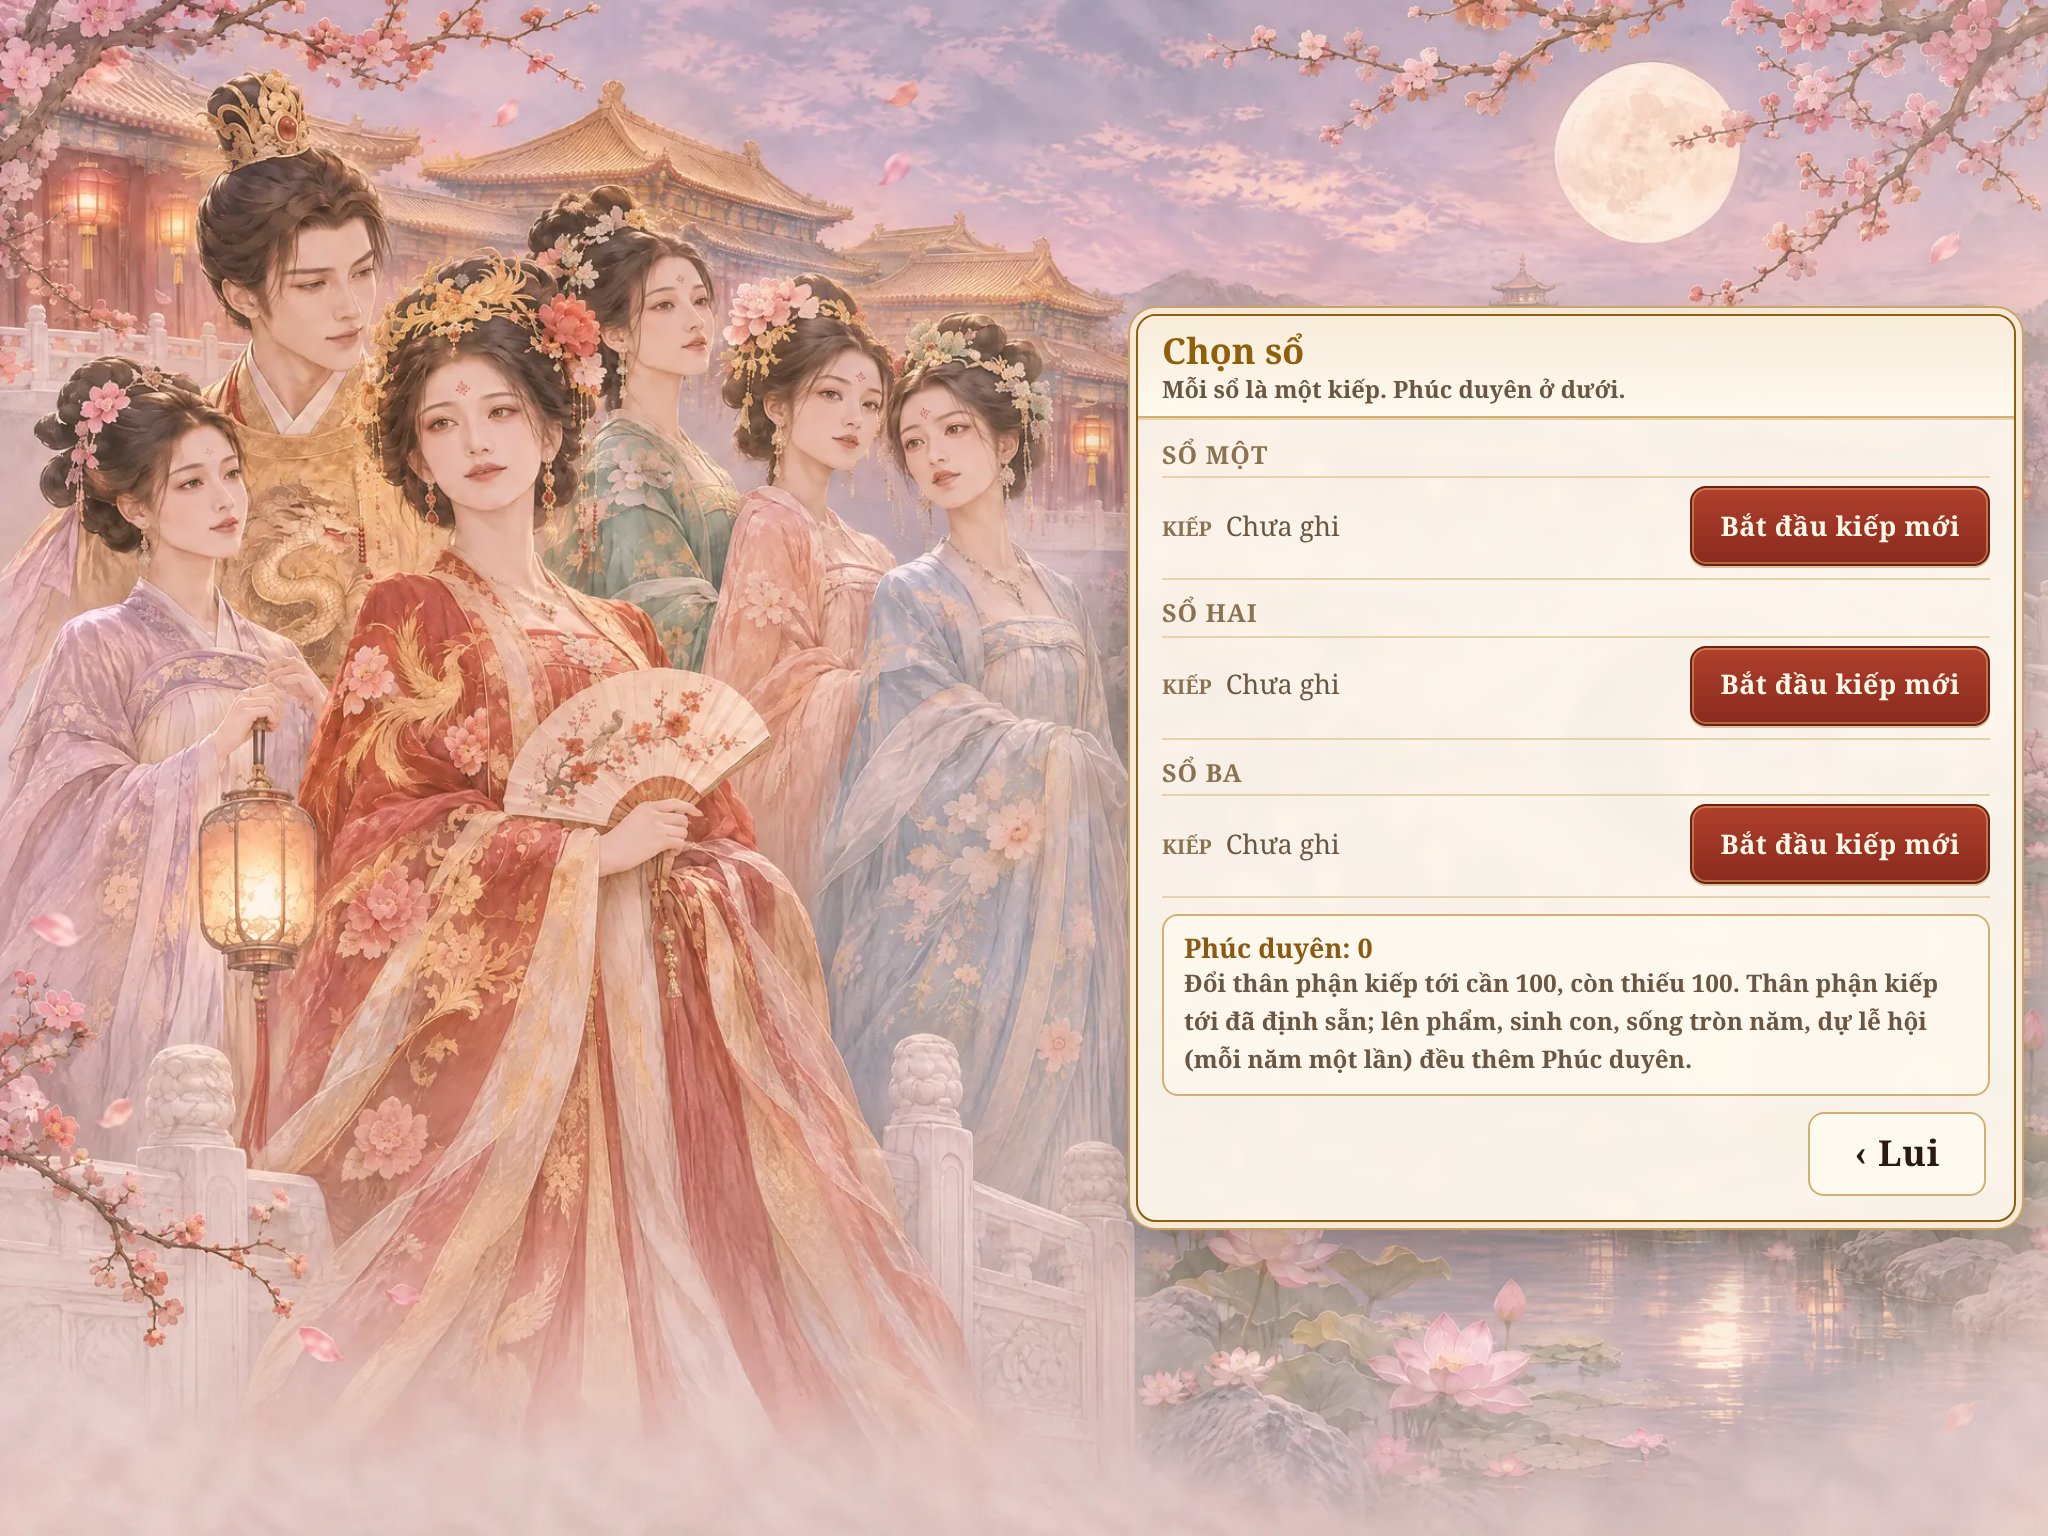 Chọn sổ
Mỗi sổ là một kiếp. Phúc duyên ở dưới.
SỔ MỘT
KIẾP Chưa ghi
Bắt đầu kiếp mới
SỔ HAI
KIẾP Chưa ghi
Bắt đầu kiếp mới
SỔ BA
KIẾP Chưa ghi
Bắt đầu kiếp mới
Phúc duyên: 0
Đổi thân phận kiếp tới cần 100, còn thiếu 100. Thân phận kiếp
tới đã định sẵn; lên phẩm, sinh con, sống tròn năm, dự lễ hội
(mỗi năm một lần) đều thêm Phúc duyên.
‹ Lui